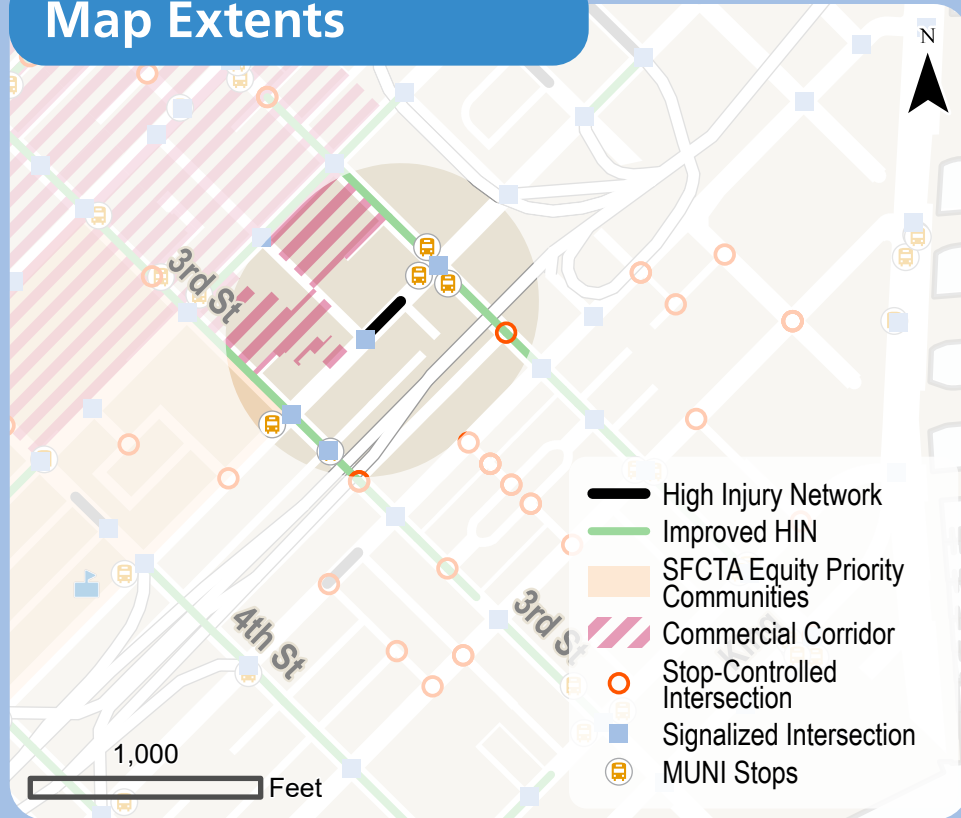 Map Extents
N
3rd St
4th St
3rd St
High Injury Network
Improved HIN
SFCTA Equity Priority
Communities
Commercial Corridor
Stop-Controlled
Intersection
Signalized Intersection
MUNI Stops
1,000
Feet